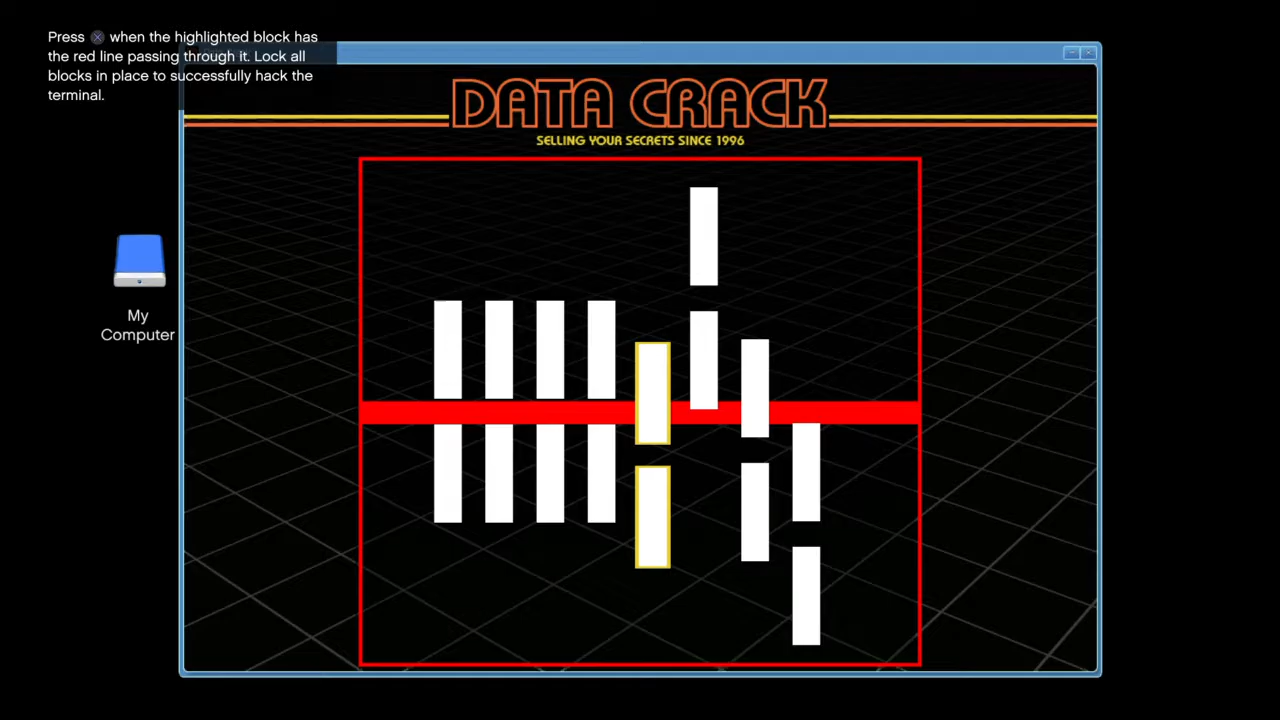 Press ⊗ when the highlighted block has
the red line passing through it. Lock all
blocks in place to successfully hack the
terminal.
DATA CRACK
SELLING YOUR SECRETS SINCE 1996
My
Computer